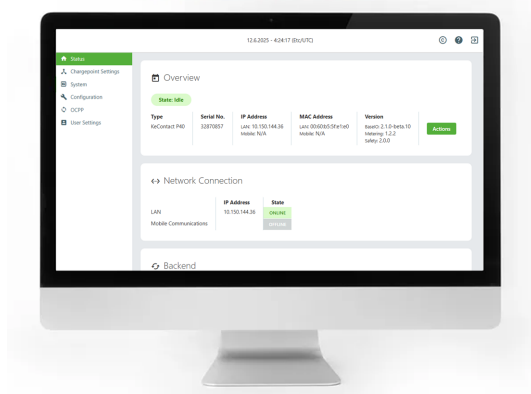 12.6.2025 - 4:24:17 (Etc/UTC)
Status
Chargepoint Settings
System
Configuration
OCPP
User Settings
Overview
State: Idle
Type Serial No. IP Address MAC Address Version
KeContact P40 32870857 LAN: 10.150.144.36 LAN: 00:60:b5:5f:e1:e0 BaseIO: 2.1.0-beta.10
Mobile: N/A Mobile: N/A Metering: 1.2.2
Safety: 2.0.0
Actions
Network Connection
IP Address State
LAN 10.150.144.36 ONLINE
Mobile Communications OFFLINE
Backend